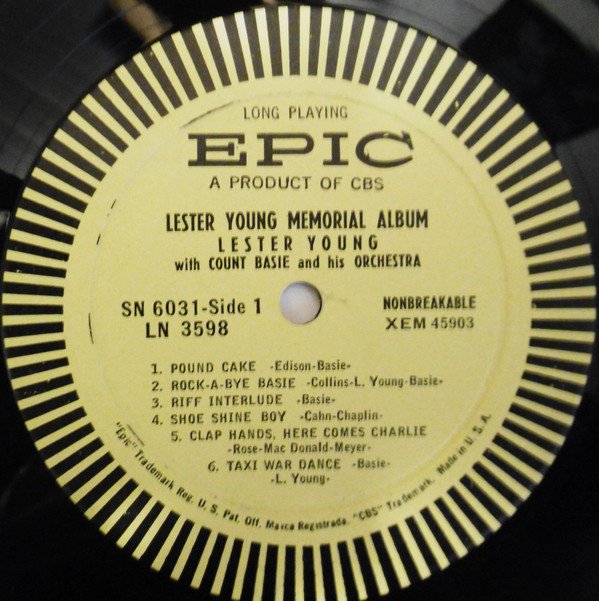 LONG PLAYING
EPIC
A PRODUCT OF CBS
LESTER YOUNG MEMORIAL ALBUM
LESTER YOUNG
with COUNT BASIE and his ORCHESTRA
SN 6031-Side 1
LN 3598
NONBREAKABLE
XEM 45903
1. POUND CAKE -Edison-Basie-
2. ROCK-A-BYE BASIE -Collins-L. Young-Basie-
3. RIFF INTERLUDE -Basie-
4. SHOE SHINE BOY -Cahn-Chaplin-
5. CLAP HANDS, HERE COMES CHARLIE
-Rose-Mac Donald-Meyer-
6. TAXI WAR DANCE -Basie-
-L. Young-
"Epic" Trademark Reg. U. S. Pat. Off. Marca Registrada. "CBS" Trademark. Made in U. S. A.